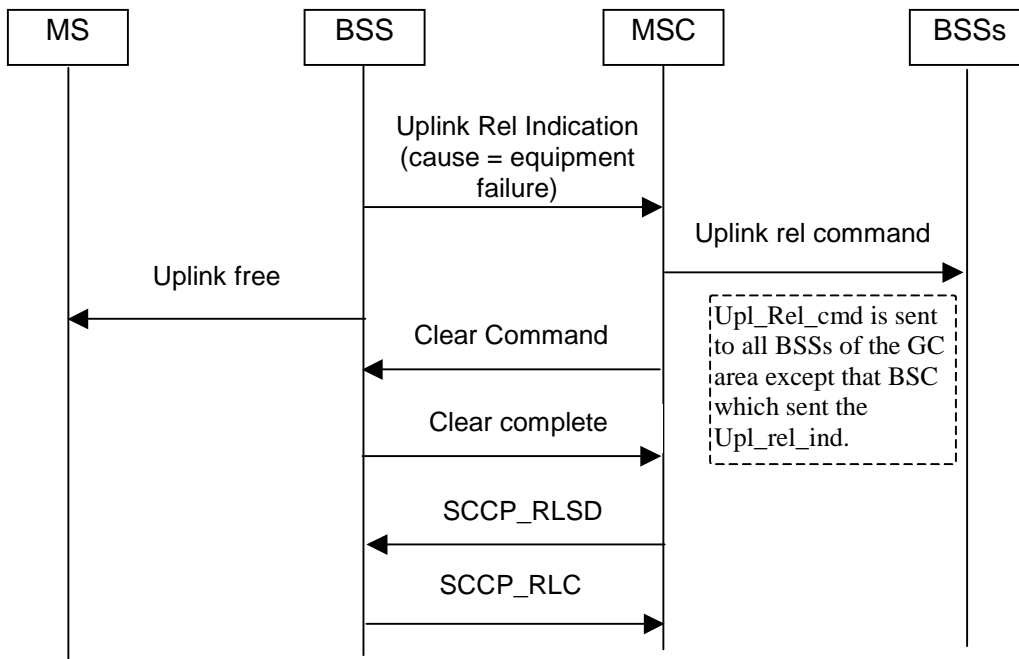 MS
BSS
MSC
BSSs
Uplink Rel Indication
(cause = equipment
failure)
Uplink rel command
Uplink free
Upl_Rel_cmd is sent
to all BSSs of the GC
area except that BSC
which sent the
Upl_rel_ind.
Clear Command
Clear complete
SCCP_RLSD
SCCP_RLC